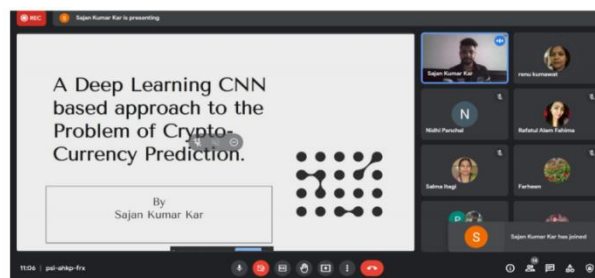 REC
S
Sajan Kumar Kar is presenting
A Deep Learning CNN
based approach to the
Problem of Crypto-
Currency Prediction.
By
Sajan Kumar Kar
Sajan Kumar Kar
renu kumawat
N
Nidhi Panchal
Rafatul Alam Fahima
Salma Itagi
Farheen
P
S
Sajan Kumar Kar has joined
11:06 | psi-ahkp-frs